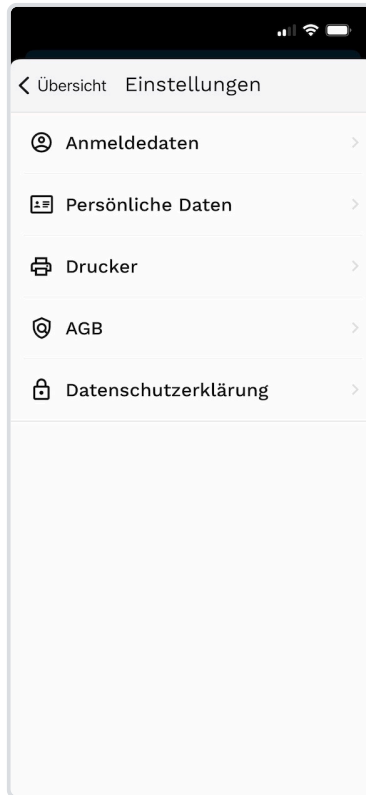 Übersicht Einstellungen
Anmeldedaten
Persönliche Daten
Drucker
AGB
Datenschutzerklärung